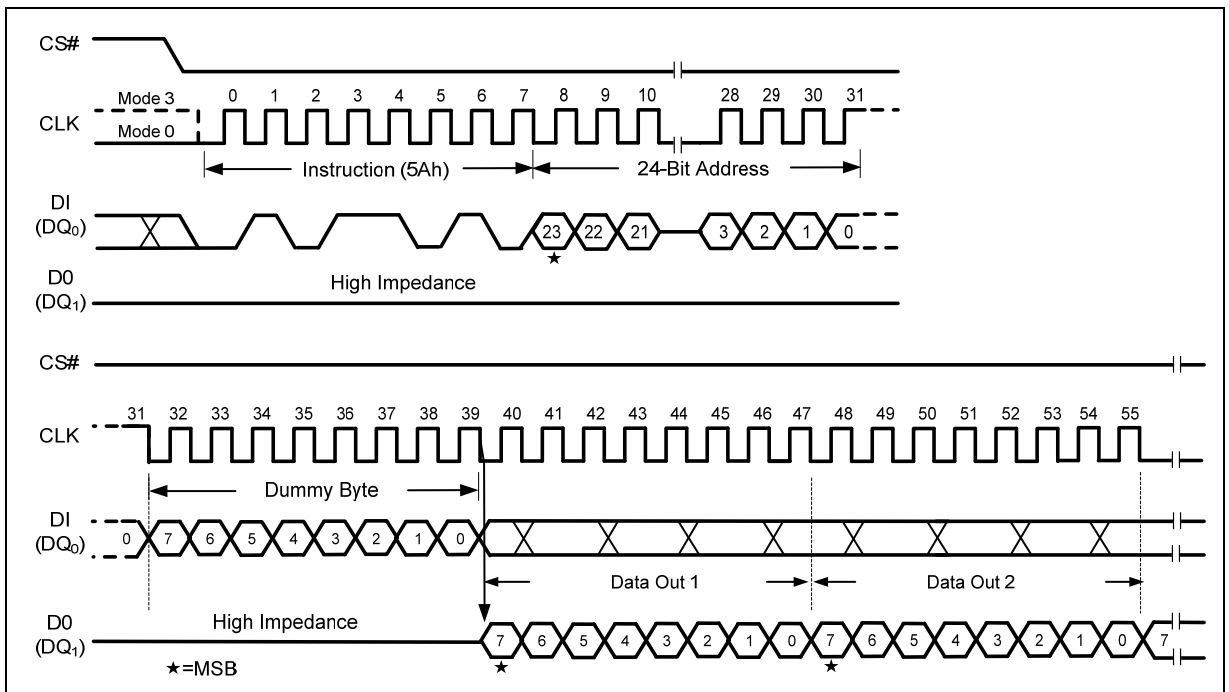 CS#
Mode 3
0 1 2 3 4 5 6 7 8 9 10 28 29 30 31
CLK
Mode 0
Instruction (5Ah) 24-Bit Address
DI
(DQ0)
23 22 21 3 2 1 0
★
D0
(DQ1)
High Impedance
CS#
31 32 33 34 35 36 37 38 39 40 41 42 43 44 45 46 47 48 49 50 51 52 53 54 55
CLK
Dummy Byte
DI
(DQ0)
0 7 6 5 4 3 2 1 0
Data Out 1 Data Out 2
D0
(DQ1)
High Impedance
7 6 5 4 3 2 1 0 7 6 5 4 3 2 1 0 7
★ ★
★=MSB